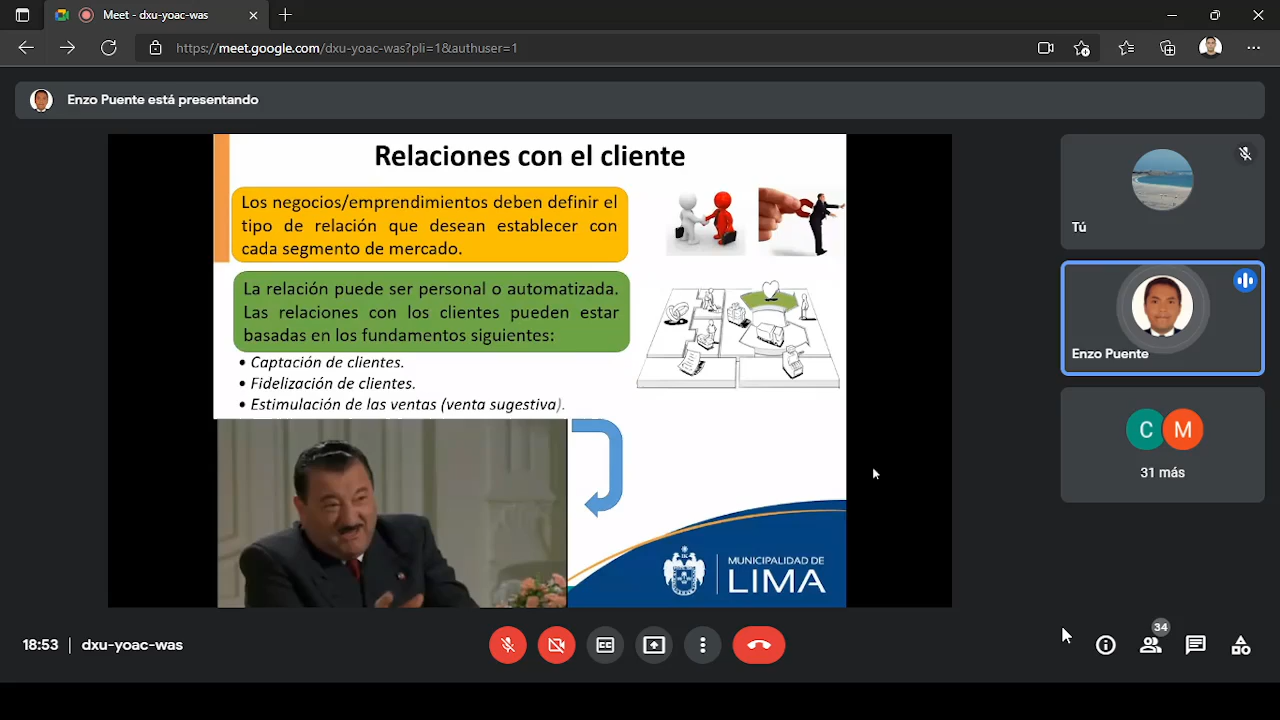 Meet - dxu-yoac-was
https://meet.google.com/dxu-yoac-was?pli=1&authuser=1
Enzo Puente está presentando
Relaciones con el cliente
Los negocios/emprendimientos deben definir el
tipo de relación que desean establecer con
cada segmento de mercado.
La relación puede ser personal o automatizada.
Las relaciones con los clientes pueden estar
basadas en los fundamentos siguientes:
• Captación de clientes.
• Fidelización de clientes.
• Estimulación de las ventas (venta sugestiva).
MUNICIPALIDAD DE
LIMA
Tú
Enzo Puente
C M
31 más
18:53 | dxu-yoac-was
CC
34